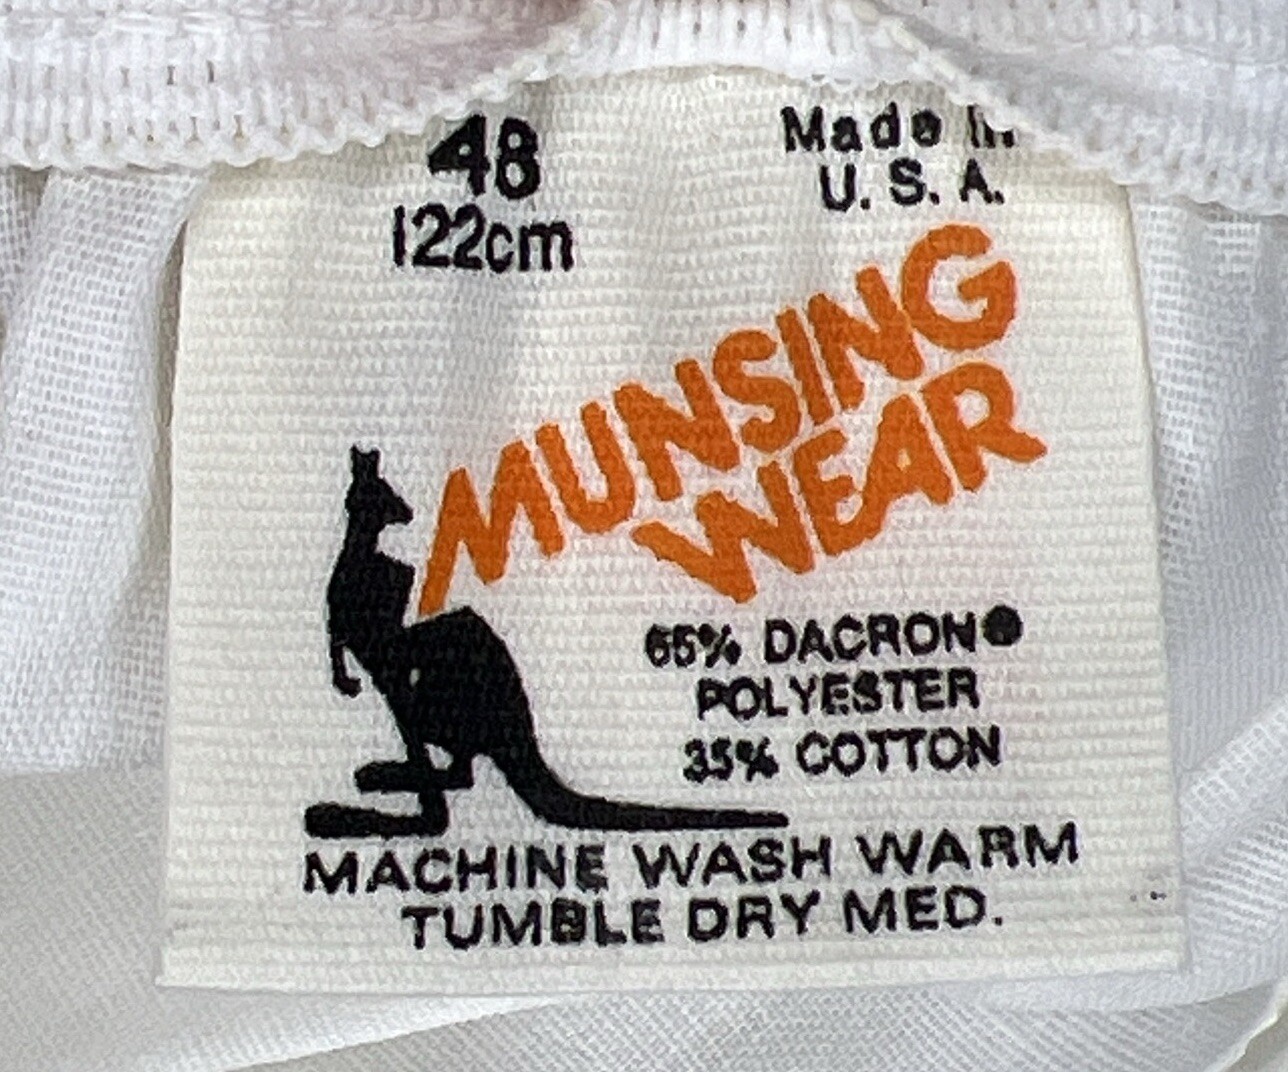 48
122cm
Made in
U. S. A.
MUNSING
WEAR
65% DACRON®
POLYESTER
35% COTTON
MACHINE WASH WARM
TUMBLE DRY MED.